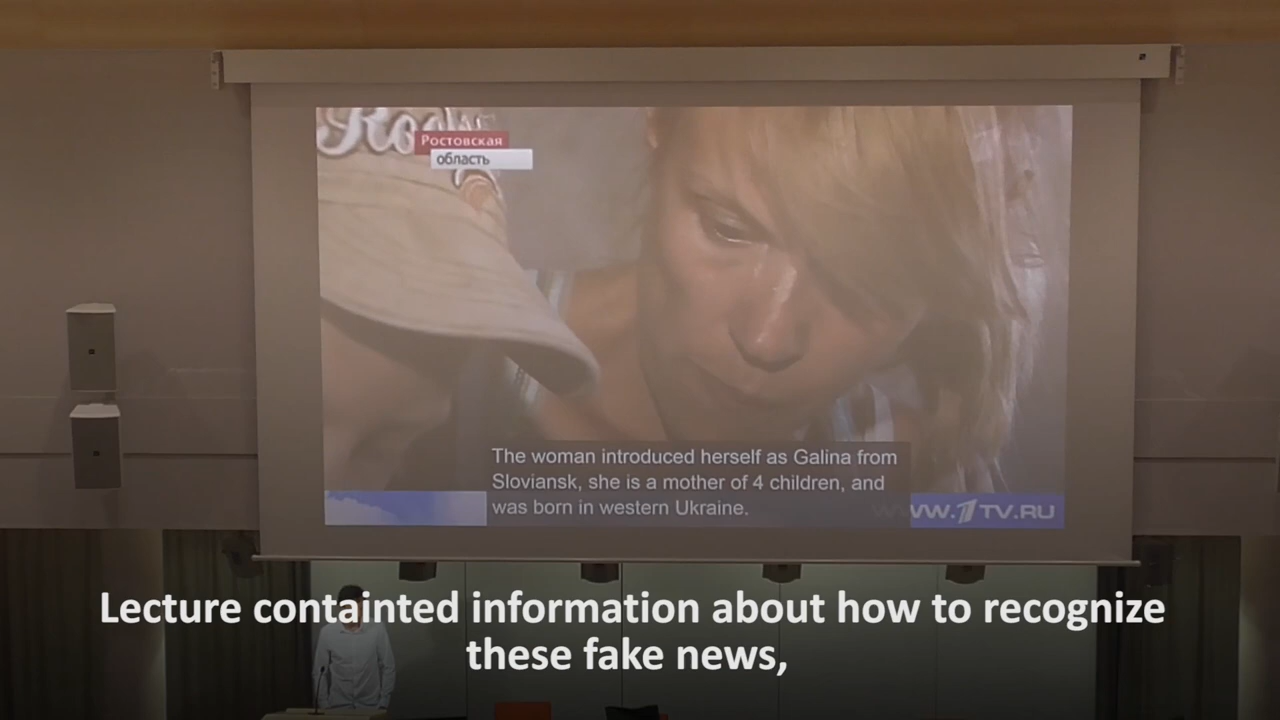 Ростовская
область
The woman introduced herself as Galina from
Sloviansk, she is a mother of 4 children, and
was born in western Ukraine.
WW.1TV.RU
Lecture containted information about how to recognize
these fake news,